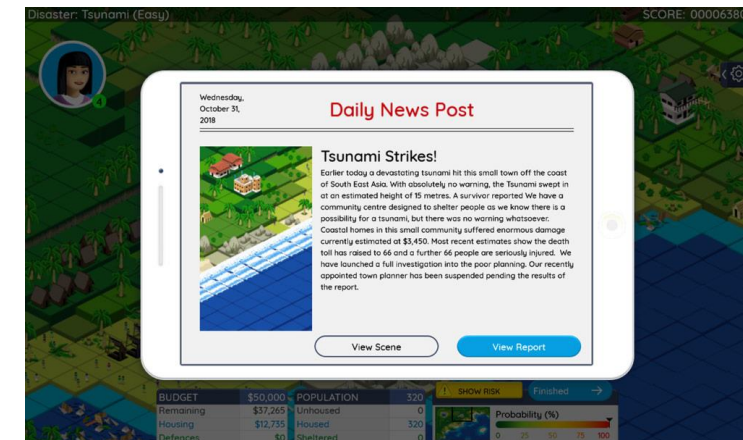 Disaster: Tsunami (Easy)
SCORE: 00006380
Wednesday,
October 31,
2018
Daily News Post
Tsunami Strikes!
Earlier today a devastating tsunami hit this small town off the coast
of South East Asia. With absolutely no warning, the Tsunami swept in
at an estimated height of 15 metres. A survivor reported We have a
community centre designed to shelter people as we know there is a
possibility for a tsunami, but there was no warning whatsoever.
Coastal homes in this small community suffered enormous damage
currently estimated at $3,450. Most recent estimates show the death
toll has raised to 66 and a further 66 people are seriously injured. We
have launched a full investigation into the poor planning. Our recently
appointed town planner has been suspended pending the results of
the report.
View Scene
View Report
BUDGET $50,000 POPULATION 320
SHOW RISK
Finished
Remaining $37,265 Unhoused 0
Housing $12,735 Housed 320
Defences $0 Sheltered 0
Probability (%)
0 25 50 75 100